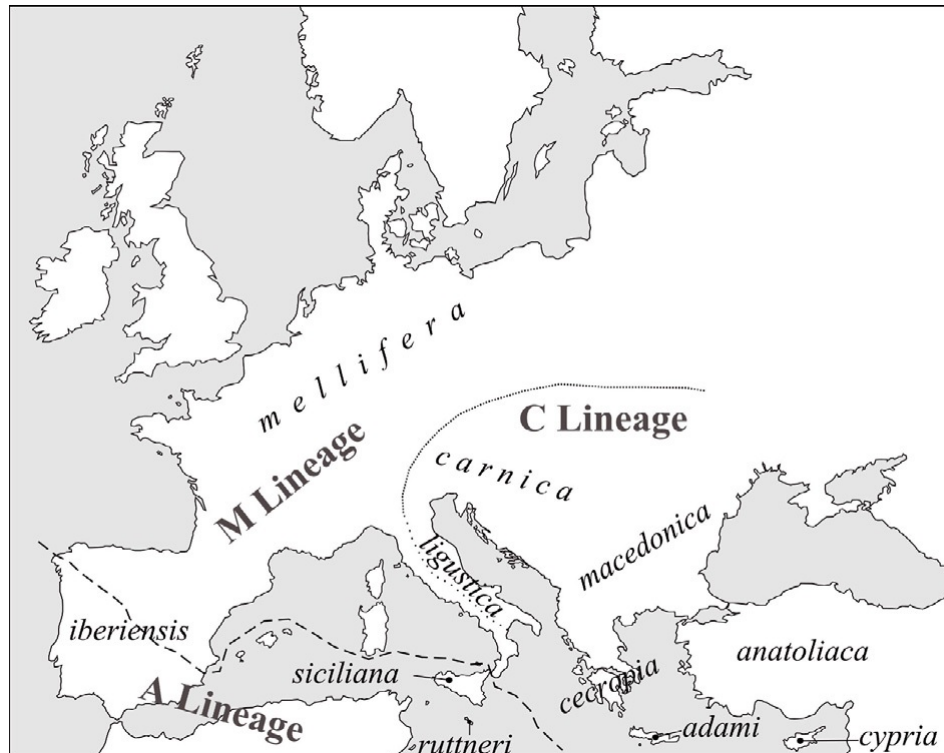 mellifera
C Lineage
carnica
M Lineage
ligustica
macedonica
iberiensis
anatoliaca
siciliana
cecropia
A Lineage
adami
cypria
ruttneri